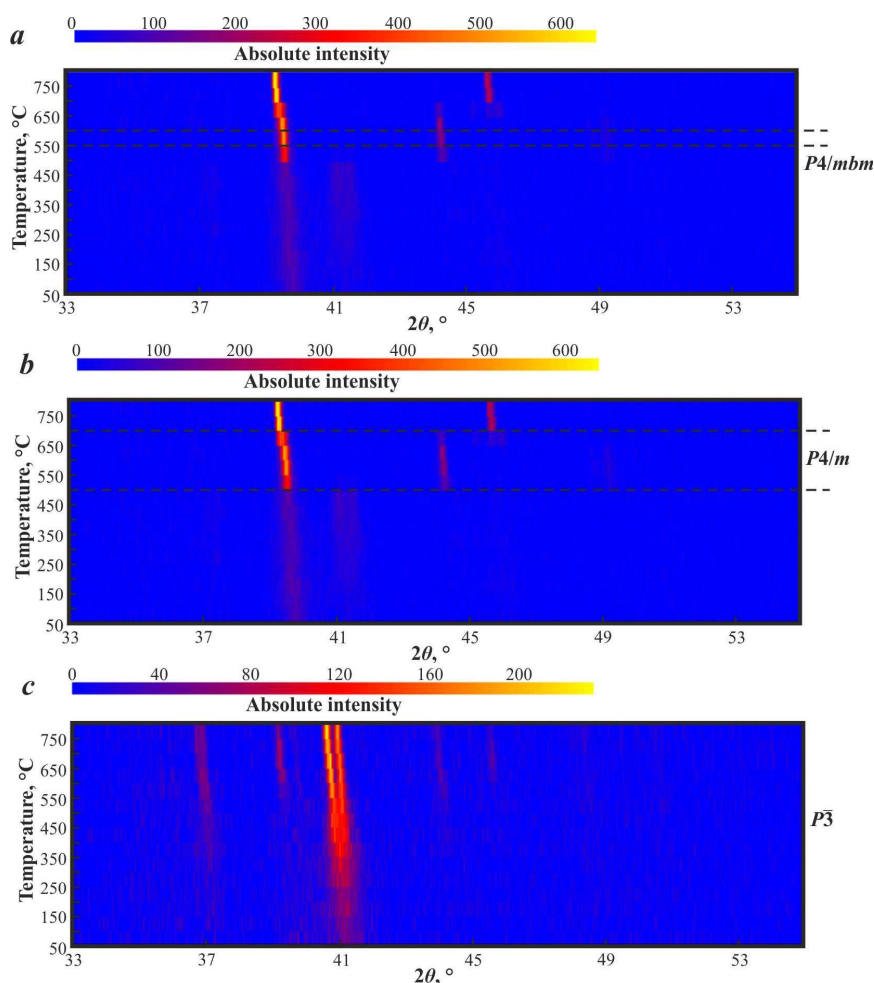 a
0 100 200 300 400 500 600
Absolute intensity
Temperature, °C
750
650
550
450
350
250
150
50
P4/mbm
33 37 41 45 49 53
2θ, °
b
0 100 200 300 400 500 600
Absolute intensity
Temperature, °C
750
650
550
450
350
250
150
50
P4/m
33 37 41 45 49 53
2θ, °
c
0 40 80 120 160 200
Absolute intensity
Temperature, °C
750
650
550
450
350
250
150
50
P3̅
33 37 41 45 49 53
2θ, °